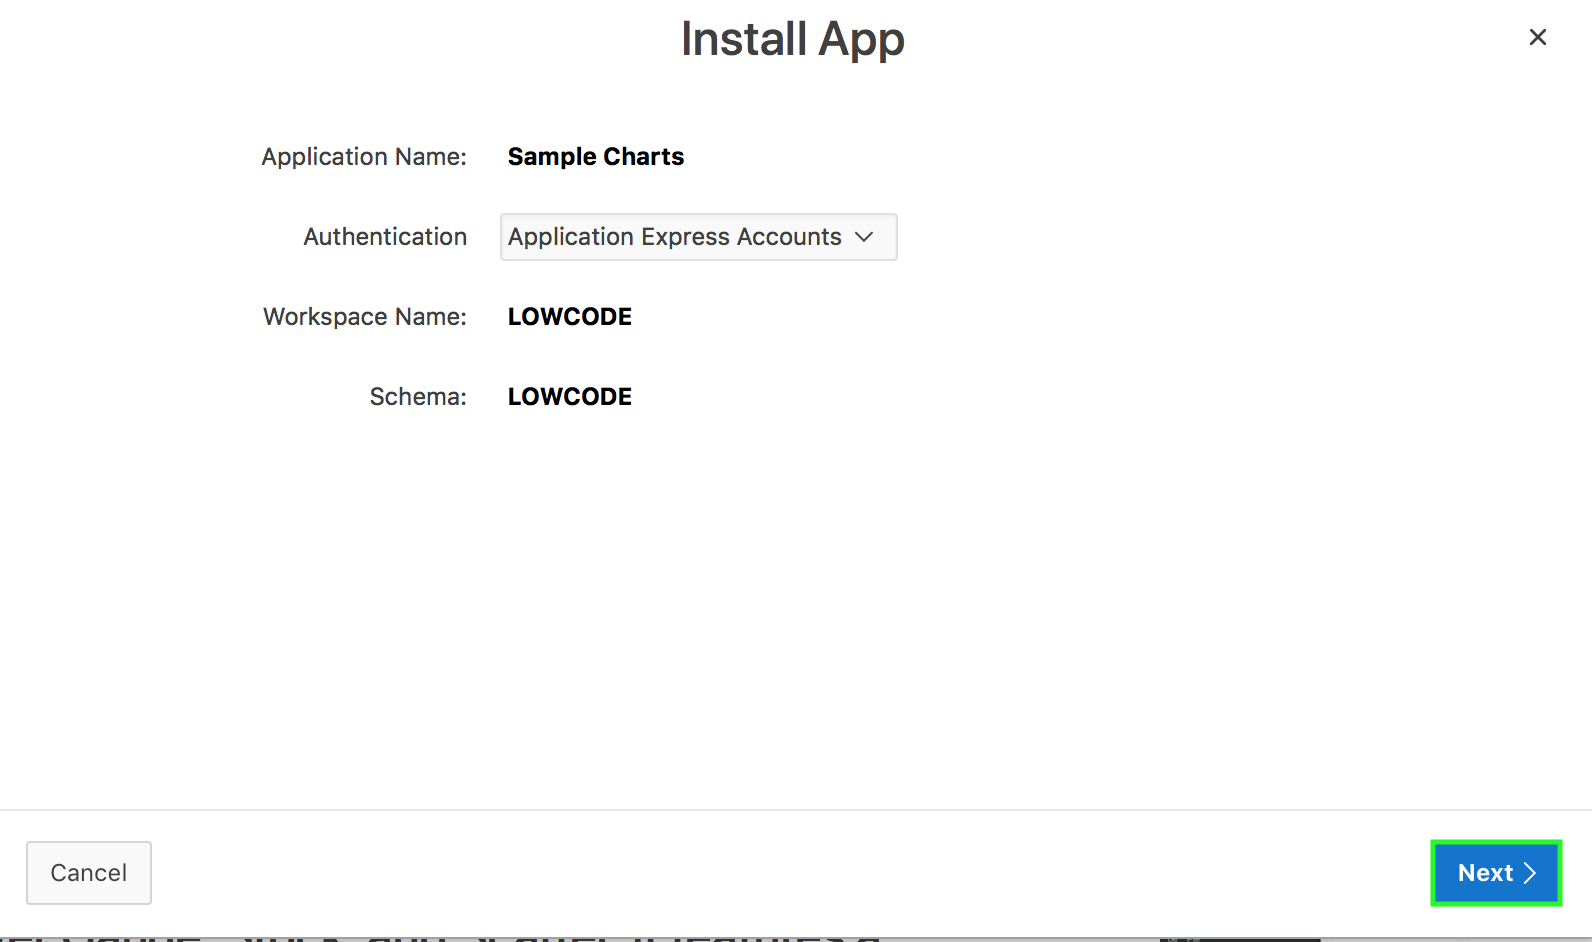 Install App
Application Name: Sample Charts
Authentication Application Express Accounts
Workspace Name: LOWCODE
Schema: LOWCODE
Cancel
Next